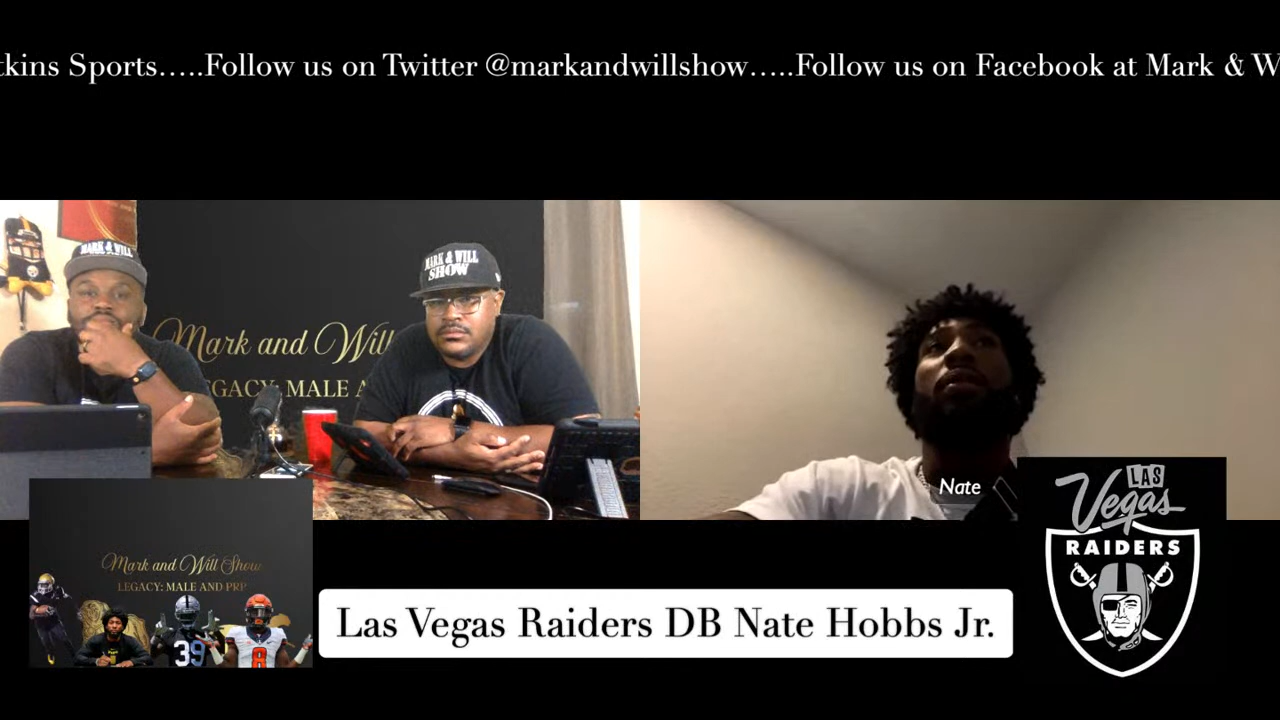 tkins Sports.....Follow us on Twitter @markandwillshow.....Follow us on Facebook at Mark & W
MARK & WILL
MARK & WILL
SHOW
Mark and Will
EGACY: MALE A
Nate
LAS
Vegas
RAIDERS
Mark and Will Show
LEGACY: MALE AND PRP
39
8
Las Vegas Raiders DB Nate Hobbs Jr.